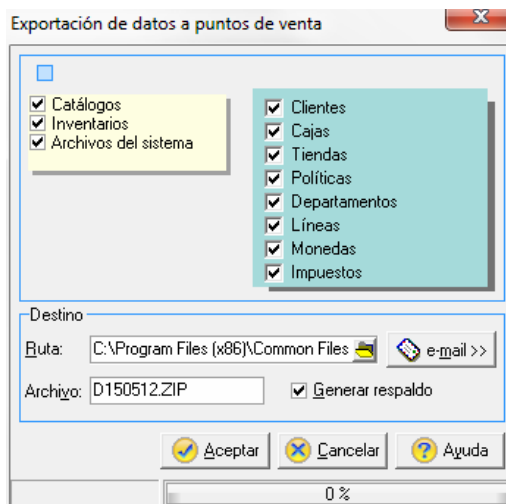 Exportación de datos a puntos de venta
X
Catálogos
Inventarios
Archivos del sistema
Clientes
Cajas
Tiendas
Políticas
Departamentos
Líneas
Monedas
Impuestos
Destino
Ruta: C:\Program Files (x86)\Common Files e-mail >>
Archivo: D150512.ZIP Generar respaldo
Aceptar Cancelar Ayuda
0 %